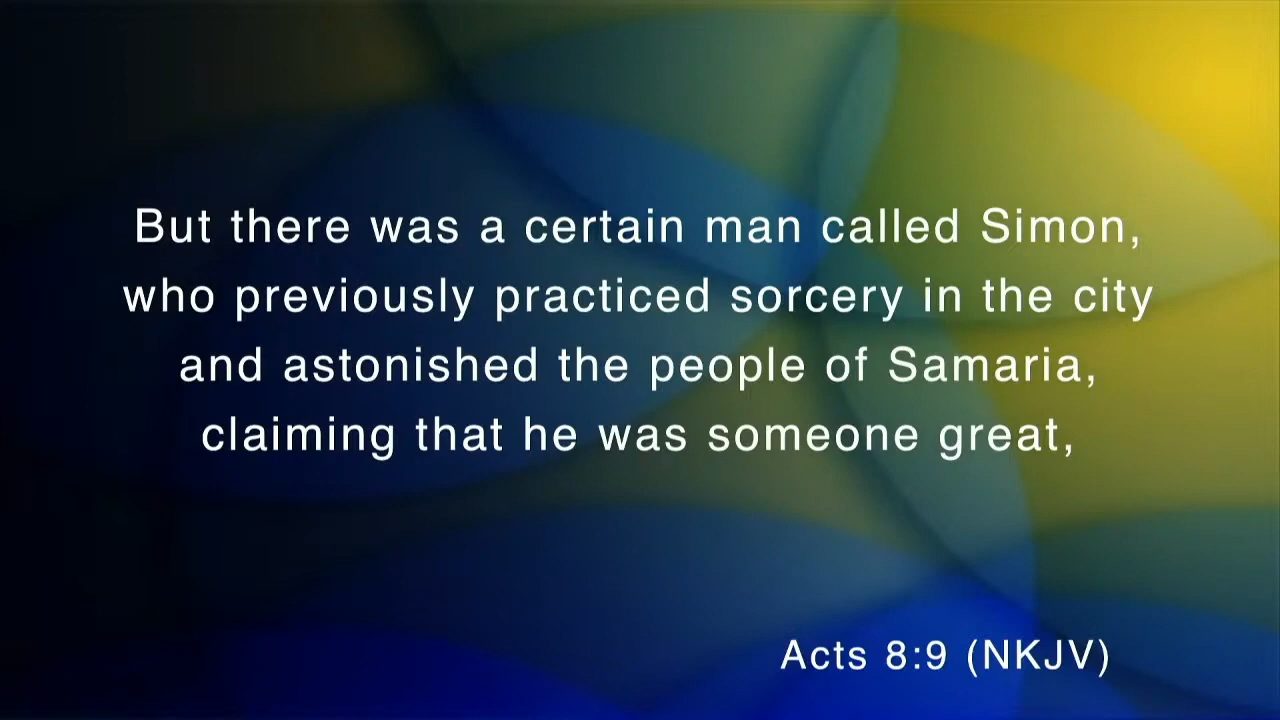 But there was a certain man called Simon,
who previously practiced sorcery in the city
and astonished the people of Samaria,
claiming that he was someone great,
Acts 8:9 (NKJV)